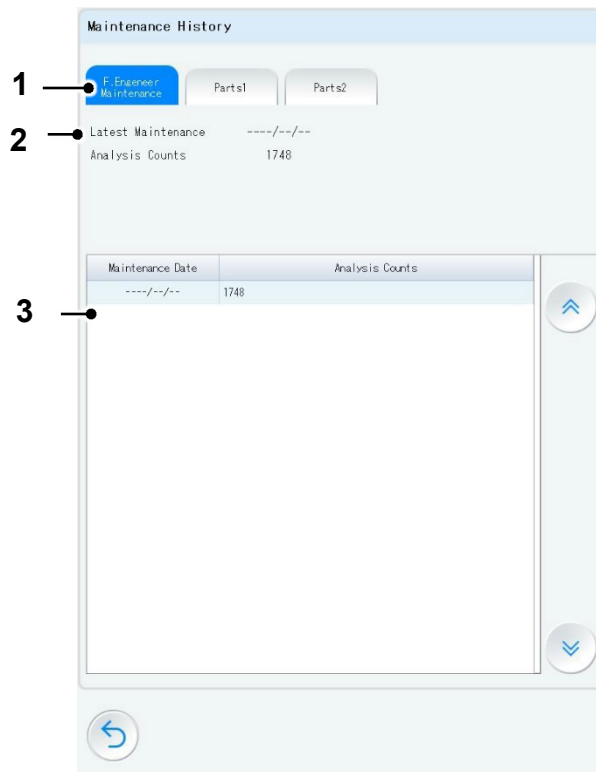 Maintenance History
1
F.Engeneer
Maintenance
Parts1
Parts2
2
Latest Maintenance ----/--/--
Analysis Counts 1748
Maintenance Date Analysis Counts
----/--/-- 1748
3